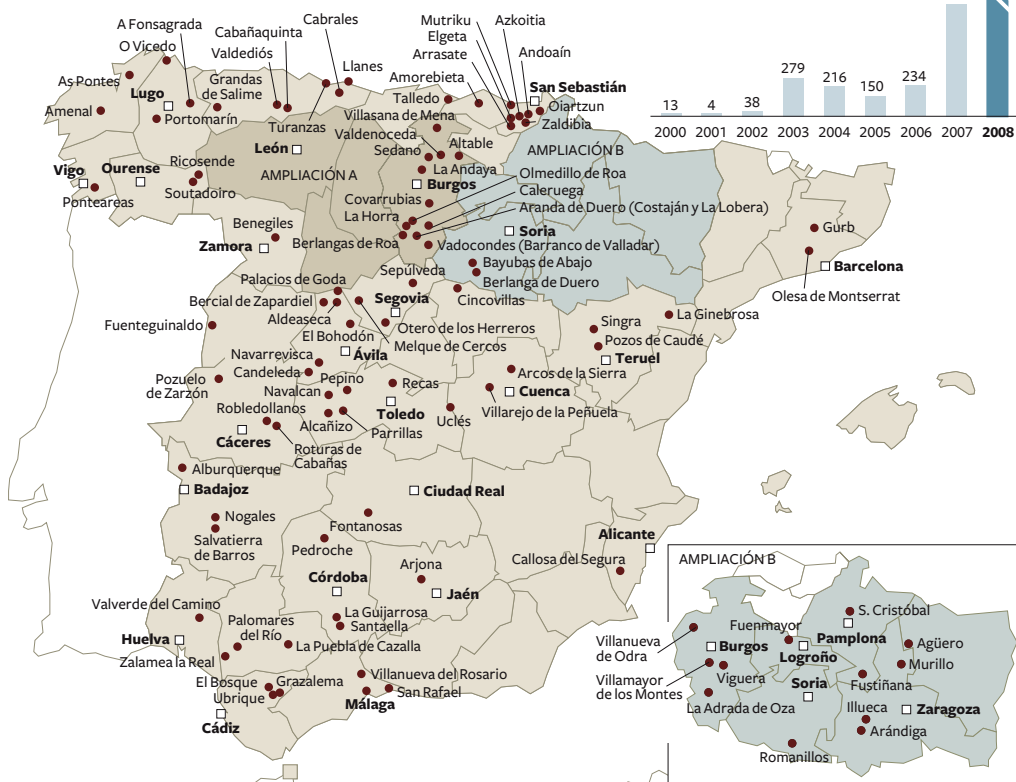 A Fonsagrada
O Vicedo
Cabañaquinta
Valdediós
Cabrales
Llanes
Mutriku
Elgeta
Arrasate
Azkoitia
Andoaín
Amorebieta
San Sebastián
Oiartzun
Zaldibia
As Pontes
Lugo
Grandas
de Salime
Amenal
Portomarín
Turanzas
Talledo
Villasana de Mena
Valdenoceda
Sedano
Altable
León
AMPLIACIÓN A
AMPLIACIÓN B
La Andaya
Burgos
Olmedillo de Roa
Caleruega
Aranda de Duero (Costaján y La Lobera)
Covarrubias
La Horra
Berlangas de Roa
Soria
Vadocondes (Barranco de Valladar)
Bayubas de Abajo
Berlanga de Duero
Cincovillas
Vigo
Ourense
Ricosende
Soutadoiro
Ponteareas
Benegiles
Zamora
Gurb
Barcelona
Olesa de Montserrat
Palacios de Goda
Sepúlveda
Bercial de Zapardiel
Segovia
Aldeaseca
El Bohodón
Otero de los Herreros
Melque de Cercos
Fuenteguinaldo
Ávila
La Ginebrosa
Singra
Pozos de Caudé
Teruel
Navarrevisca
Candeleda
Pepino
Navalcan
Recas
Arcos de la Sierra
Cuenca
Villarejo de la Peñuela
Pozuelo
de Zarzón
Robledollanos
Alcañizo
Parrillas
Toledo
Uclés
Cáceres
Roturas de
Cabañas
Alburquerque
Badajoz
Ciudad Real
Nogales
Salvatierra
de Barros
Fontanosas
Pedroche
Alicante
Callosa del Segura
Arjona
Córdoba
Jaén
Valverde del Camino
La Guijarrosa
Santaella
Palomares
del Río
Huelva
La Puebla de Cazalla
Zalamea la Real
El Bosque
Grazalema
Ubrique
Villanueva del Rosario
San Rafael
Málaga
Cádiz
13
4
38
279
216
150
234
2000 2001 2002 2003 2004 2005 2006 2007 2008
AMPLIACIÓN B
S. Cristóbal
Fuenmayor
Pamplona
Villanueva
de Odra
Burgos
Logroño
Agüero
Murillo
Villamayor
de los Montes
Viguera
Soria
Fustiñana
La Adrada de Oza
Illueca
Zaragoza
Arándiga
Romanillos